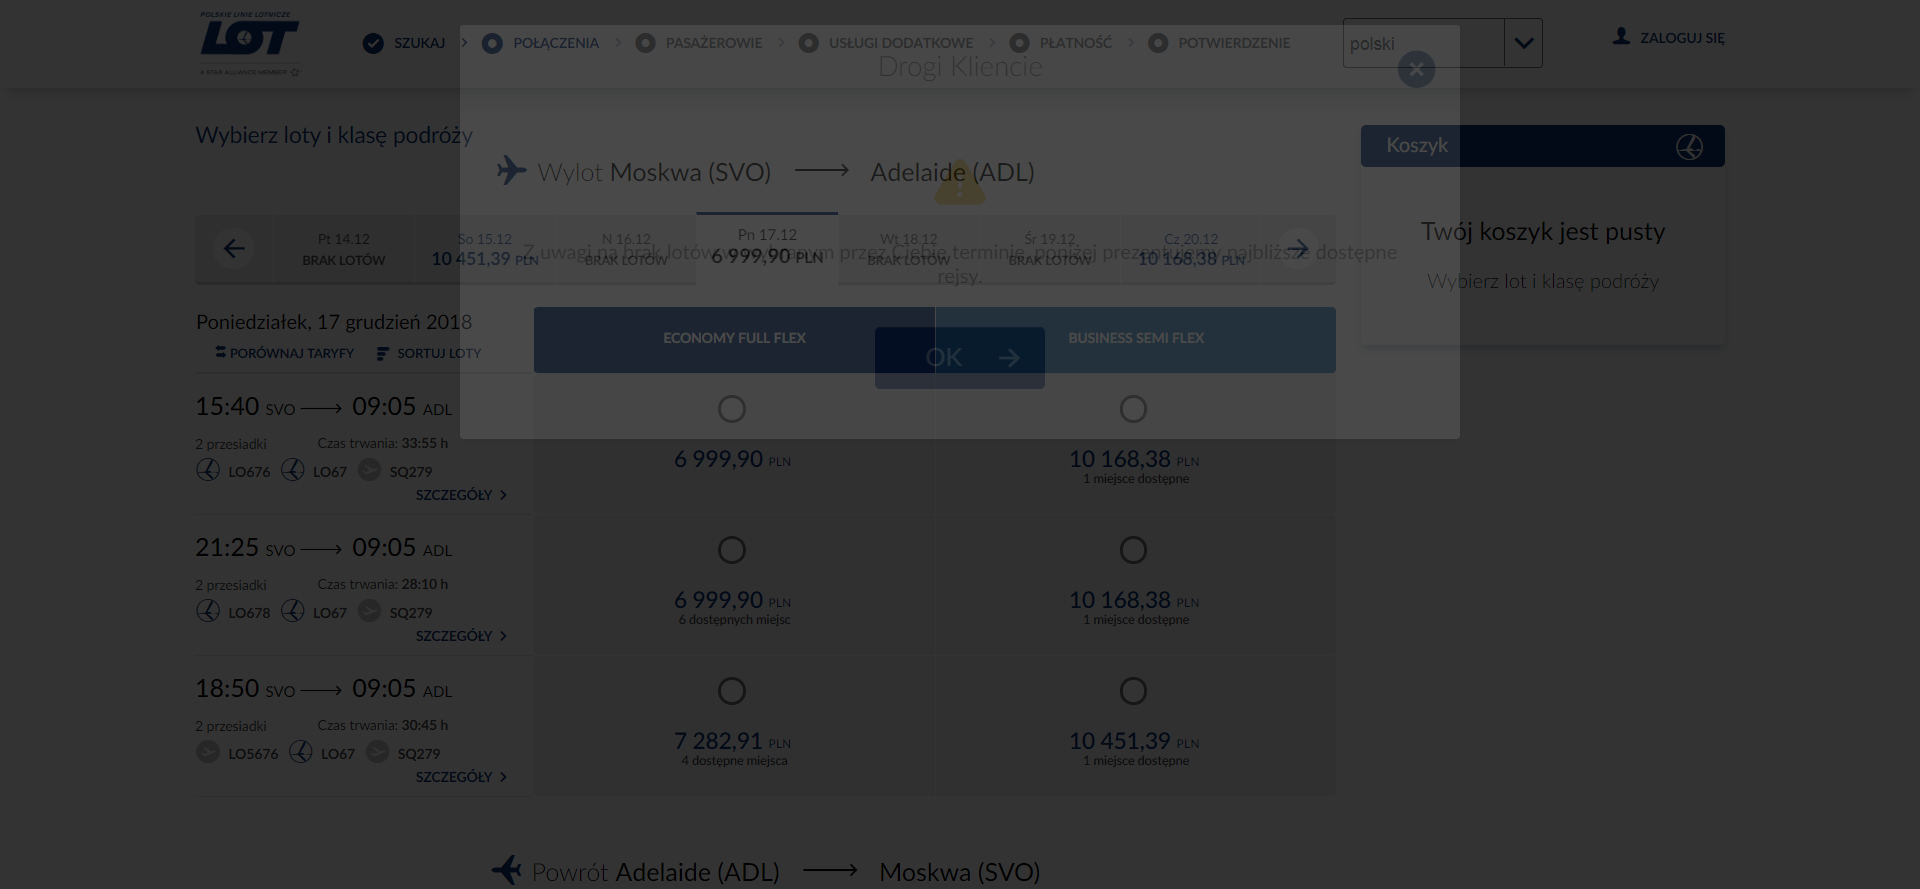 POLSKIE LINIE LOTNICZE
LOT
A STAR ALLIANCE MEMBER
SZUKAJ
POŁĄCZENIA
PASAŻEROWIE
USŁUGI DODATKOWE
PŁATNOŚĆ
POTWIERDZENIE
polski
ZALOGUJ SIĘ
Drogi Kliencie
Wybierz loty i klasę podróży
Koszyk
Wylot Moskwa (SVO) Adelaide (ADL)
Pt 14.12
BRAK LOTÓW
So 15.12
10 451,39 PLN
N 16.12
BRAK LOTÓW
Pn 17.12
6 999,90 PLN
Wt 18.12
BRAK LOTÓW
Śr 19.12
BRAK LOTÓW
Cz 20.12
10 168,38 PLN
Z uwagi na brak lotów w wybranym przez Ciebie terminie, poniżej prezentujemy najbliższe dostępne
rejsy.
OK
Twój koszyk jest pusty
Wybierz lot i klasę podróży
Poniedziałek, 17 grudzień 2018
PORÓWNAJ TARYFY
SORTUJ LOTY
ECONOMY FULL FLEX
BUSINESS SEMI FLEX
15:40 SVO 09:05 ADL
2 przesiadki Czas trwania: 33:55 h
LO676 LO67 SQ279
SZCZEGÓŁY
6 999,90 PLN
10 168,38 PLN
1 miejsce dostępne
21:25 SVO 09:05 ADL
2 przesiadki Czas trwania: 28:10 h
LO678 LO67 SQ279
SZCZEGÓŁY
6 999,90 PLN
6 dostępnych miejsc
10 168,38 PLN
1 miejsce dostępne
18:50 SVO 09:05 ADL
2 przesiadki Czas trwania: 30:45 h
LO5676 LO67 SQ279
SZCZEGÓŁY
7 282,91 PLN
4 dostępne miejsca
10 451,39 PLN
1 miejsce dostępne
Powrót Adelaide (ADL) Moskwa (SVO)